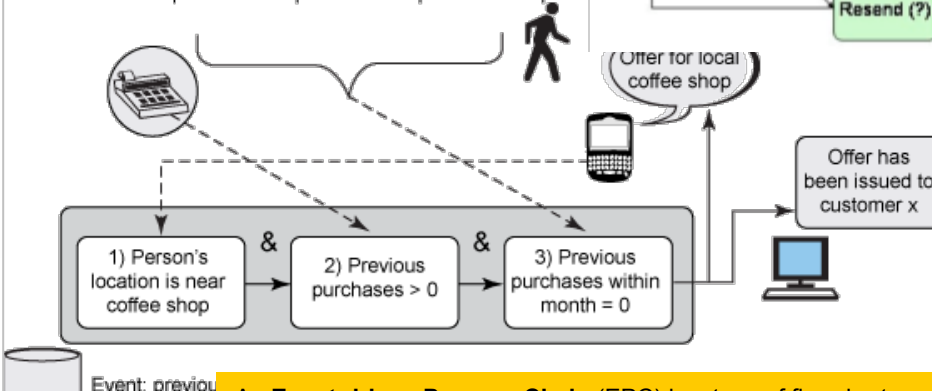 Resend (?)
Offer for local
coffee shop
Offer has
been issued to
customer x
1) Person's
location is near
coffee shop
&
2) Previous
purchases > 0
&
3) Previous
purchases within
month = 0
Event: previou
(EPC)